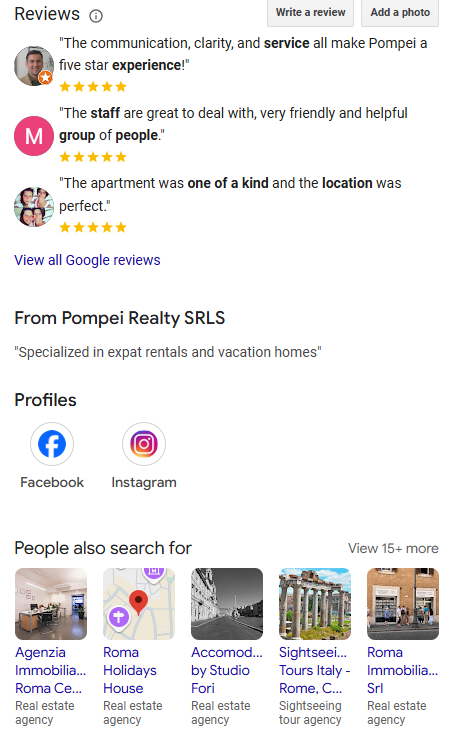 Reviews
Write a review
Add a photo
"The communication, clarity, and service all make Pompei a
five star experience!"
M
"The staff are great to deal with, very friendly and helpful
group of people."
"The apartment was one of a kind and the location was
perfect."
View all Google reviews
From Pompei Realty SRLS
"Specialized in expat rentals and vacation homes"
Profiles
Facebook
Instagram
People also search for
View 15+ more
Agenzia
Immobilia...
Roma Ce...
Real estate
agency
Roma
Holidays
House
Real estate
agency
Accomod...
by Studio
Fori
Real estate
agency
Sightseei...
Tours Italy -
Rome, C...
Sightseeing
tour agency
Roma
Immobilia...
Srl
Real estate
agency